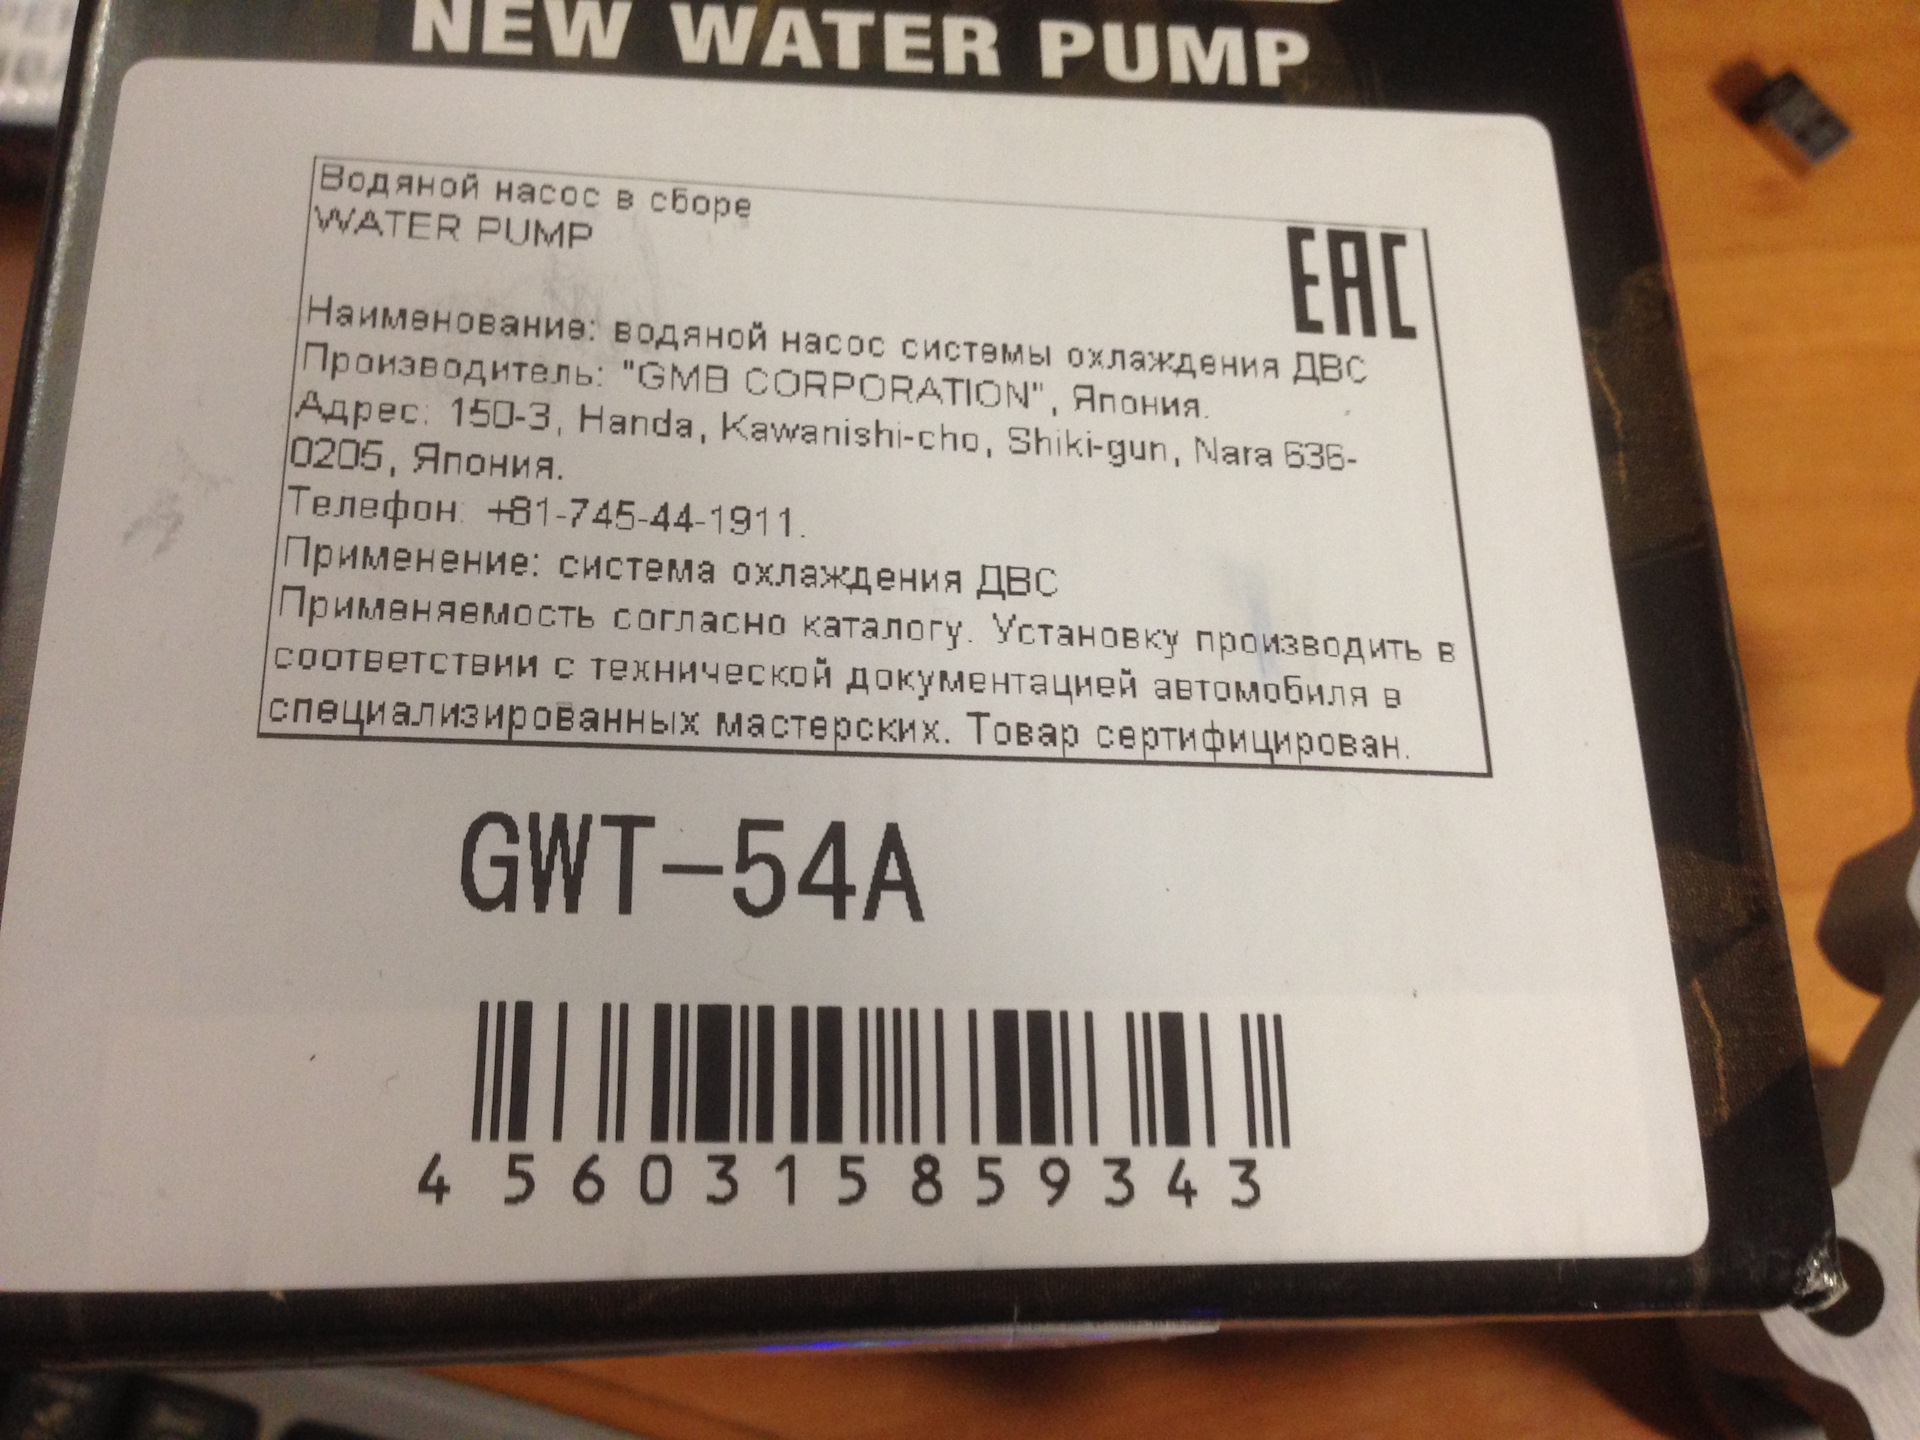 NEW WATER PUMP
Водяной насос в сборе
WATER PUMP
EAC
Наименование: водяной насос системы охлаждения ДВС
Производитель: "GMB CORPORATION", Япония.
Адрес: 150-3, Handa, Kawanishi-cho, Shiki-gun, Nara 636-
0205, Япония.
Телефон: +81-745-44-1911.
Применение: система охлаждения ДВС
Применяемость согласно каталогу. Установку производить в
соответствии с технической документацией автомобиля в
специализированных мастерских. Товар сертифицирован.
GWT-54A
4560315859343